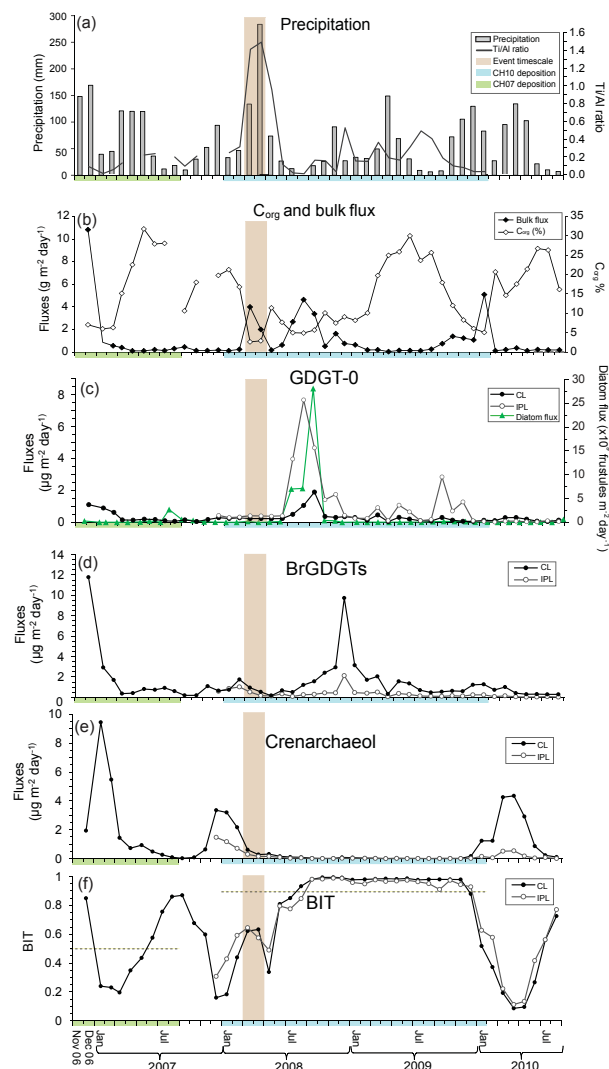 (a)
Precipitation
Precipitation (mm)
300
250
200
150
100
50
0
1.6
1.4
1.2
1.0
0.8
0.6
0.4
0.2
0.0
Ti/Al ratio
Precipitation
Ti/Al ratio
Event timescale
CH10 deposition
CH07 deposition
(b)
Corg and bulk flux
Fluxes (g m⁻² day⁻¹)
12
10
8
6
4
2
0
35
30
25
20
15
10
5
0
Corg %
Bulk flux
Corg (%)
(c)
GDGT-0
Fluxes
(µg m⁻² day⁻¹)
8
6
4
2
0
30
25
20
15
10
5
0
CL
IPL
Diatom flux
(d)
BrGDGTs
Fluxes
(µg m⁻² day⁻¹)
14
12
10
8
6
4
2
0
CL
IPL
(e)
Crenarchaeol
Fluxes
(µg m⁻² day⁻¹)
10
8
6
4
2
0
CL
IPL
(f)
BIT
BIT
1
0.8
0.6
0.4
0.2
0
CL
IPL
Nov 06
Dec 06
Jan
Jul
Jan
Jul
Jan
Jul
Jan
Jul
2007
2008
2009
2010